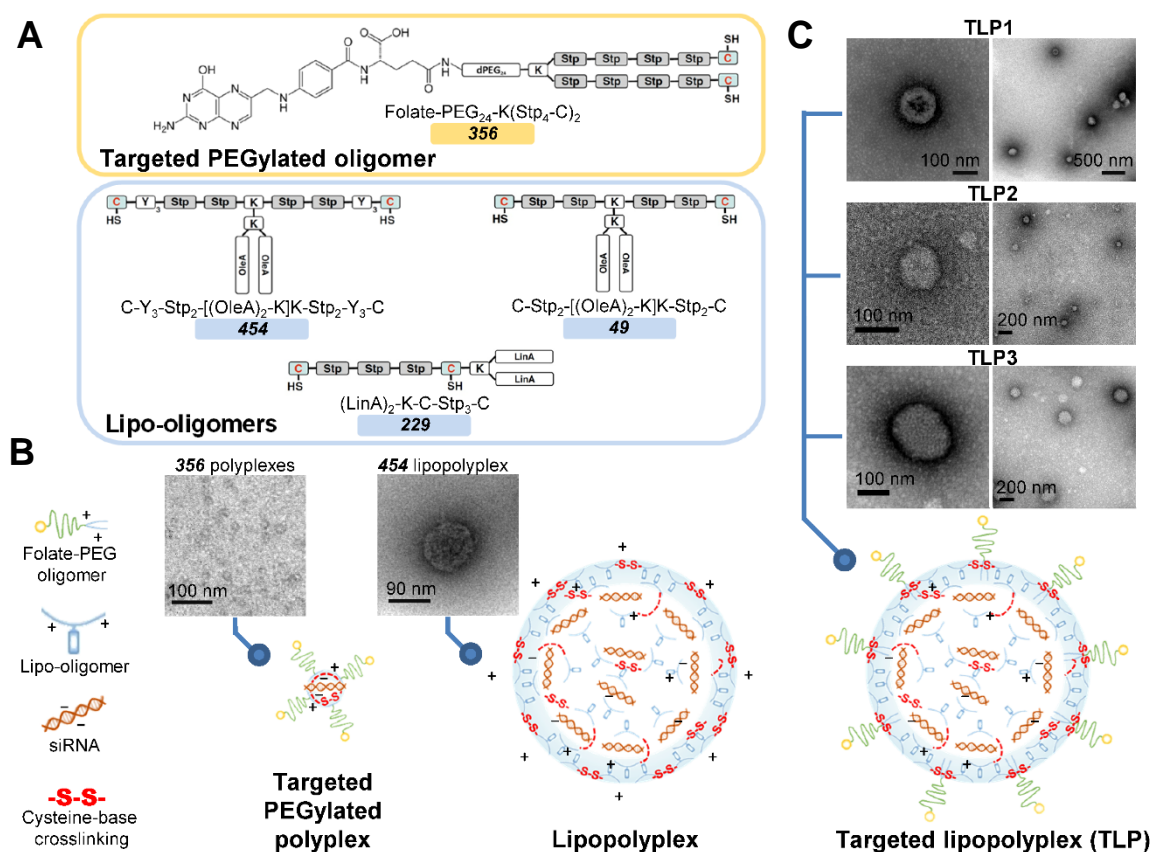 A
OH
O
OH
O
N
H
O
H
N
dPEG₂₄
K
Stp
Stp
Stp
Stp
C
SH
Stp
Stp
Stp
Stp
C
SH
OH
N
N
H₂N
N
N
N
H
Folate-PEG₂₄-K(Stp₄-C)₂
356
Targeted PEGylated oligomer
C
HS
Y₃
Stp
Stp
K
Stp
Stp
Y₃
C
HS
K
OleA
OleA
C-Y₃-Stp₂-[(OleA)₂-K]K-Stp₂-Y₃-C
454
C
HS
Stp
Stp
K
Stp
Stp
C
SH
K
OleA
OleA
C-Stp₂-[(OleA)₂-K]K-Stp₂-C
49
C
HS
Stp
Stp
Stp
C
SH
K
LinA
LinA
(LinA)₂-K-C-Stp₃-C
229
Lipo-oligomers
B
+
+
Folate-PEG
oligomer
+
+
Lipo-oligomer
siRNA
-S-S-
Cysteine-base
crosslinking
356 polyplexes
100 nm
Targeted
PEGylated
polyplex
454 lipopolyplex
90 nm
Lipopolyplex
C
TLP1
100 nm
500 nm
TLP2
100 nm
200 nm
TLP3
100 nm
200 nm
Targeted lipopolyplex (TLP)